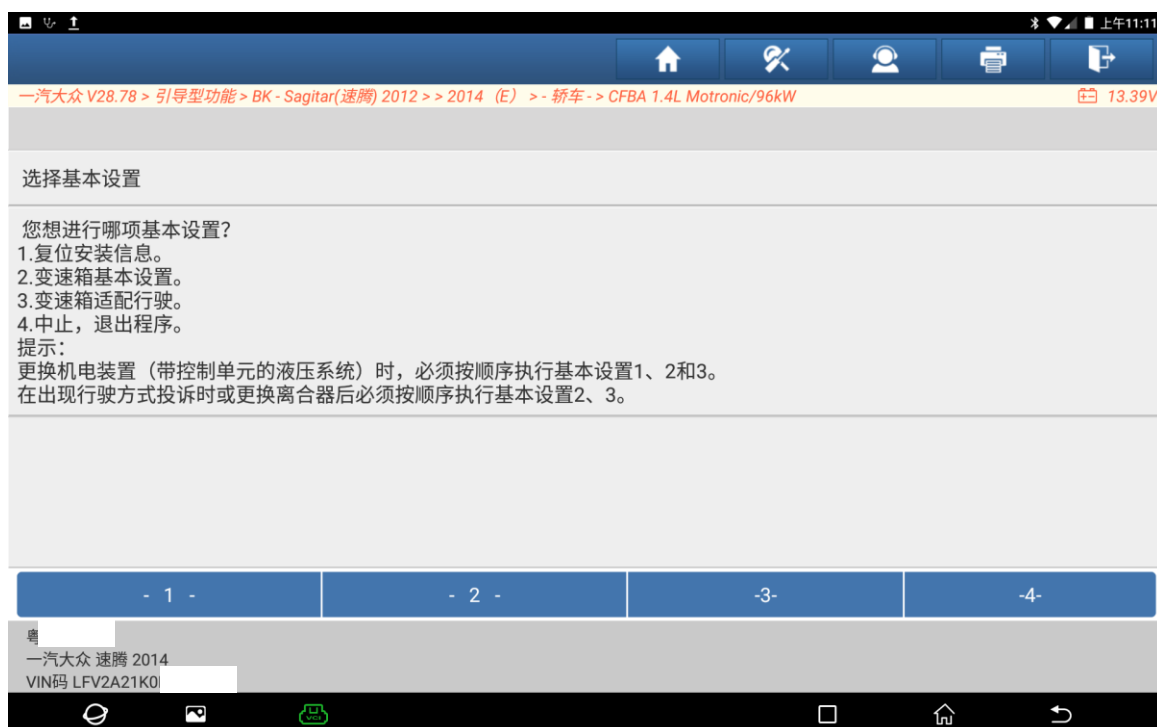 上午11:11
一汽大众 V28.78 > 引导型功能 > BK - Sagitar(速腾) 2012 > > 2014（E） > - 轿车 - > CFBA 1.4L Motronic/96kW
13.39V
选择基本设置
您想进行哪项基本设置？
1.复位安装信息。
2.变速箱基本设置。
3.变速箱适配行驶。
4.中止，退出程序。
提示：
更换机电装置（带控制单元的液压系统）时，必须按顺序执行基本设置1、2和3。
在出现行驶方式投诉时或更换离合器后必须按顺序执行基本设置2、3。
- 1 -
- 2 -
-3-
-4-
粤
一汽大众 速腾 2014
VIN码 LFV2A21K0
VCI